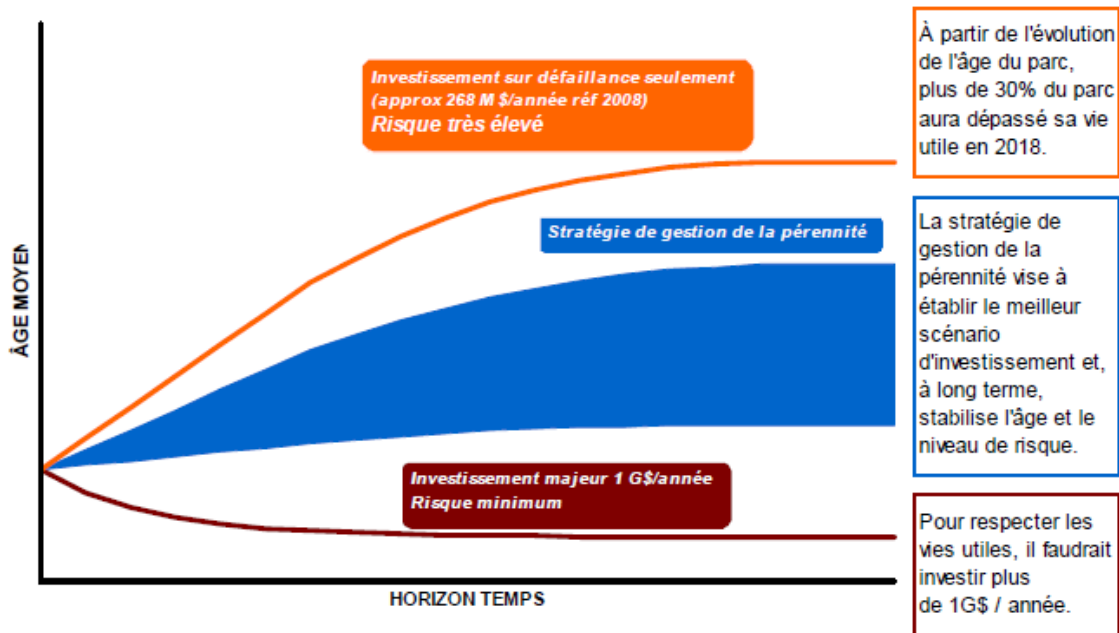 Investissement sur défaillance seulement
(approx 268 M $/année réf 2008)
Risque très élevé
Stratégie de gestion de la pérennité
Investissement majeur 1 G$/année
Risque minimum
ÂGE MOYEN
HORIZON TEMPS
À partir de l'évolution
de l'âge du parc,
plus de 30% du parc
aura dépassé sa vie
utile en 2018.
La stratégie de
gestion de la
pérennité vise à
établir le meilleur
scénario
d'investissement et,
à long terme,
stabilise l'âge et le
niveau de risque.
Pour respecter les
vies utiles, il faudrait
investir plus
de 1G$ / année.